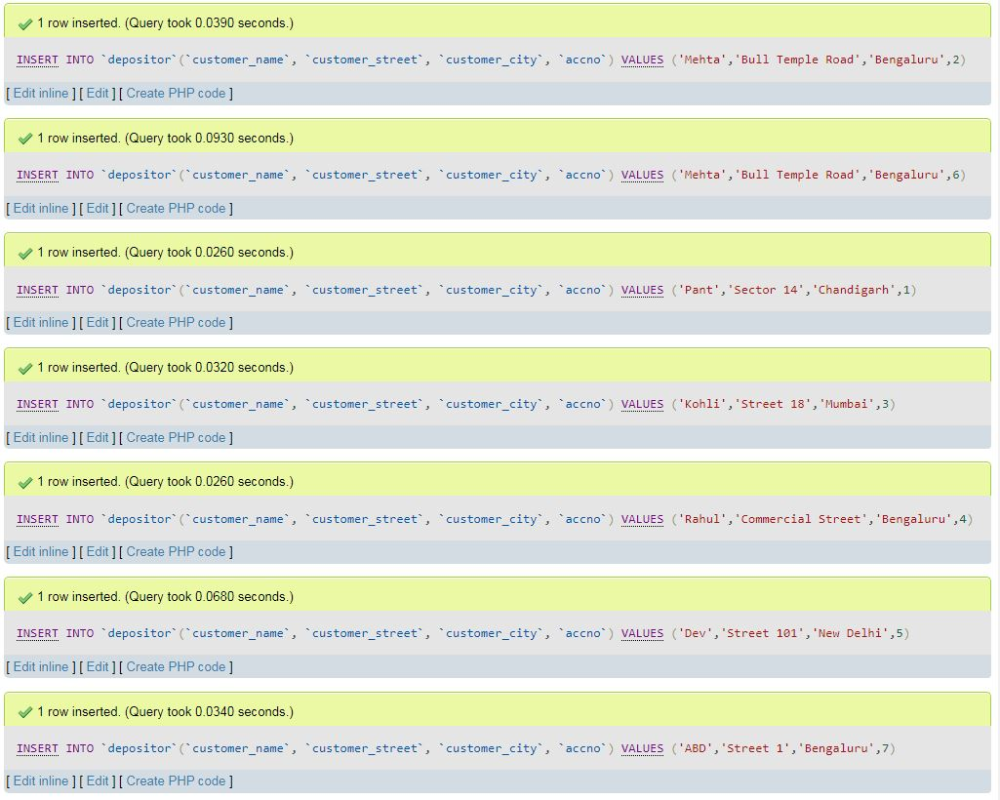 1 row inserted. (Query took 0.0390 seconds.)
INSERT INTO `depositor`(`customer_name`, `customer_street`, `customer_city`, `accno`) VALUES ('Mehta','Bull Temple Road','Bengaluru',2)
[ Edit inline ] [ Edit ] [ Create PHP code ]
1 row inserted. (Query took 0.0930 seconds.)
INSERT INTO `depositor`(`customer_name`, `customer_street`, `customer_city`, `accno`) VALUES ('Mehta','Bull Temple Road','Bengaluru',6)
[ Edit inline ] [ Edit ] [ Create PHP code ]
1 row inserted. (Query took 0.0260 seconds.)
INSERT INTO `depositor`(`customer_name`, `customer_street`, `customer_city`, `accno`) VALUES ('Pant','Sector 14','Chandigarh',1)
[ Edit inline ] [ Edit ] [ Create PHP code ]
1 row inserted. (Query took 0.0320 seconds.)
INSERT INTO `depositor`(`customer_name`, `customer_street`, `customer_city`, `accno`) VALUES ('Kohli','Street 18','Mumbai',3)
[ Edit inline ] [ Edit ] [ Create PHP code ]
1 row inserted. (Query took 0.0260 seconds.)
INSERT INTO `depositor`(`customer_name`, `customer_street`, `customer_city`, `accno`) VALUES ('Rahul','Commercial Street','Bengaluru',4)
[ Edit inline ] [ Edit ] [ Create PHP code ]
1 row inserted. (Query took 0.0680 seconds.)
INSERT INTO `depositor`(`customer_name`, `customer_street`, `customer_city`, `accno`) VALUES ('Dev','Street 101','New Delhi',5)
[ Edit inline ] [ Edit ] [ Create PHP code ]
1 row inserted. (Query took 0.0340 seconds.)
INSERT INTO `depositor`(`customer_name`, `customer_street`, `customer_city`, `accno`) VALUES ('ABD','Street 1','Bengaluru',7)
[ Edit inline ] [ Edit ] [ Create PHP code ]